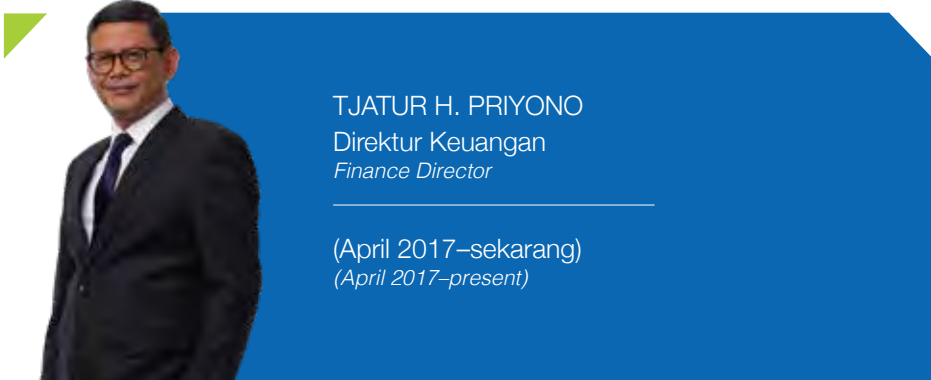 TJATUR H. PRIYONO
Direktur Keuangan
Finance Director
(April 2017–sekarang)
(April 2017–present)